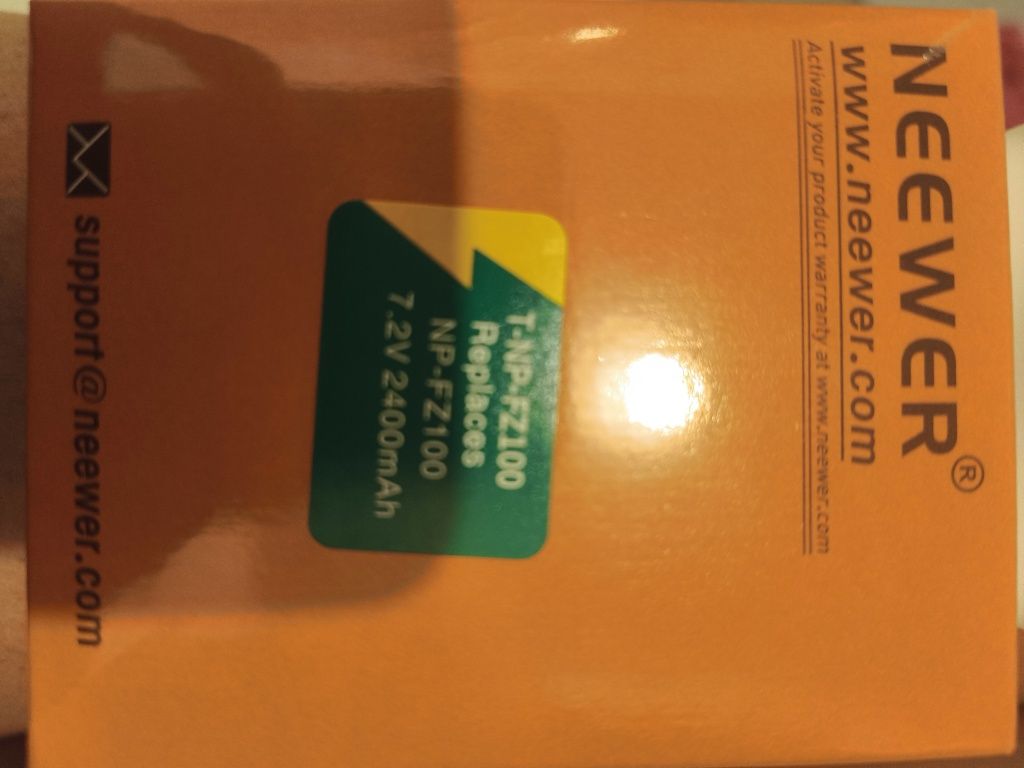 NEEWER®
www.neewer.com
Activate your product warranty at www.neewer.com
T-NP-FZ100
Replaces
NP-FZ100
7.2V 2400mAh
support@neewer.com